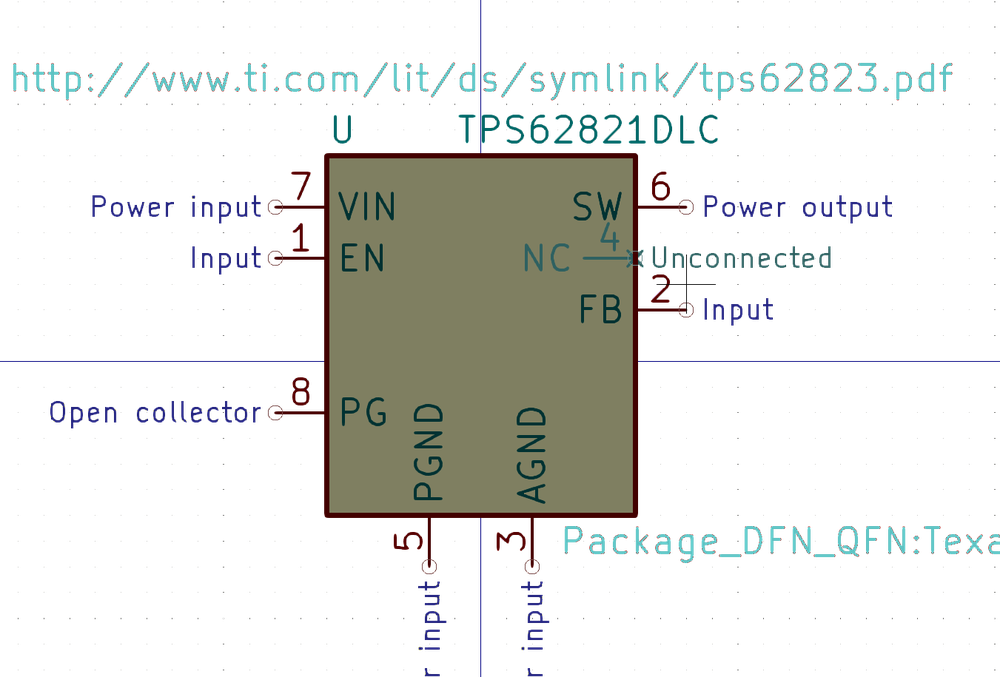 http://www.ti.com/lit/ds/symlink/tps62823.pdf
U TPS62821DLC
Power input 7 VIN SW 6 Power output
4
Input 1 EN NC Unconnected
FB 2 Input
Open collector 8 PG
PGND AGND
5 3 Package_DFN_QFN:Texa
r input r input